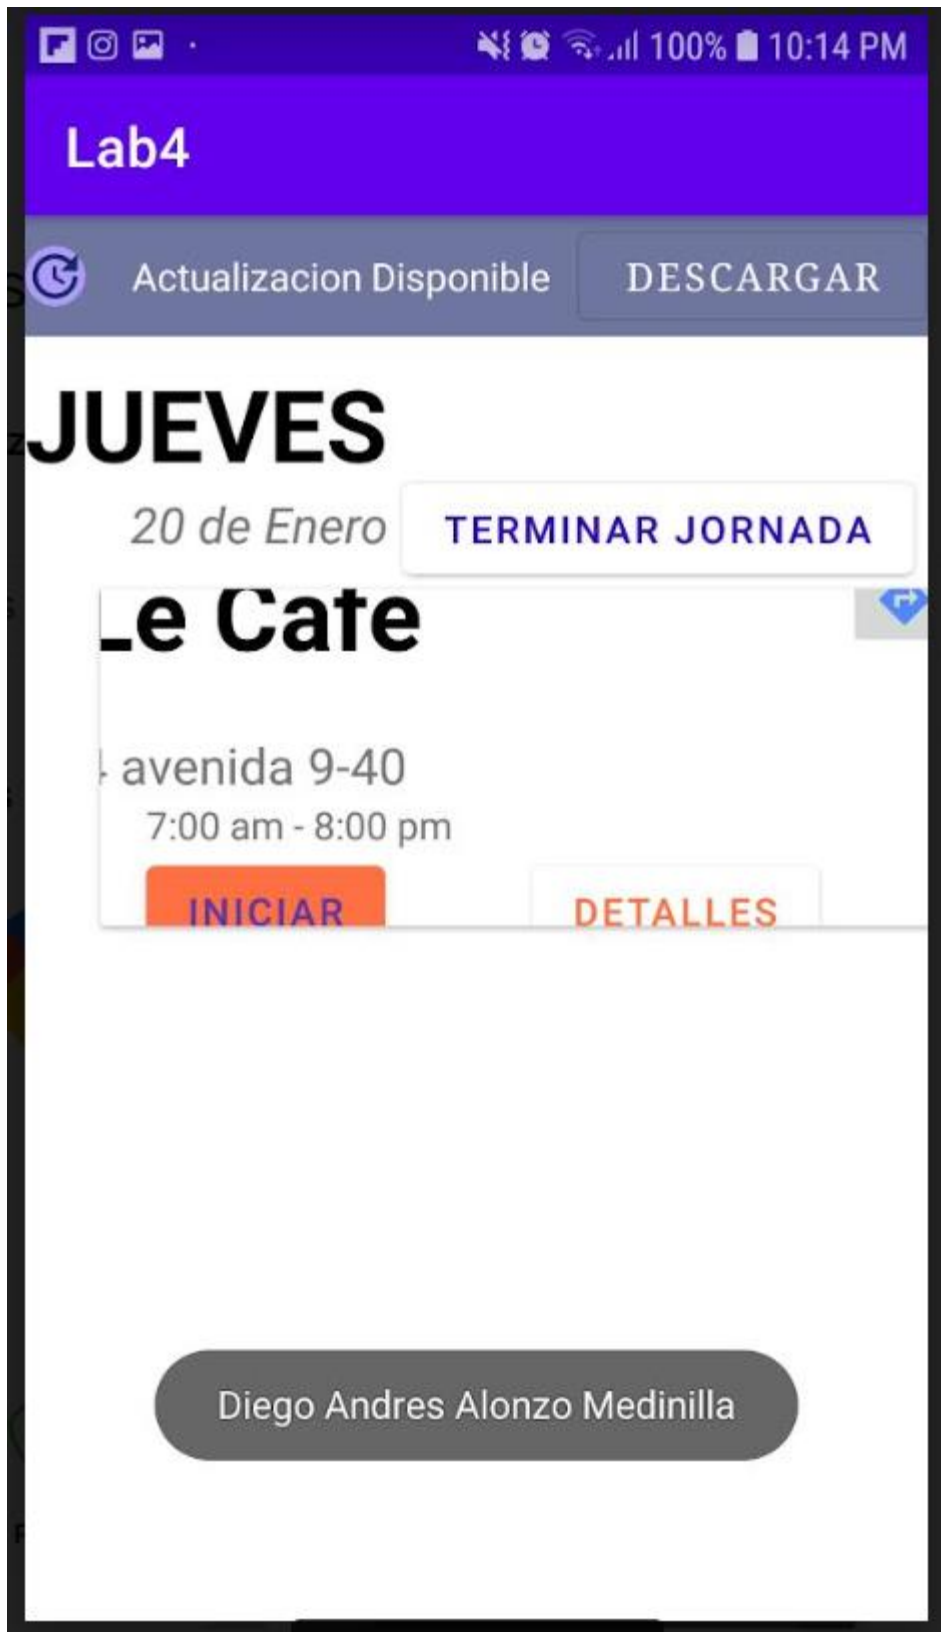 100% 10:14 PM
Lab4
Actualizacion Disponible DESCARGAR
JUEVES
20 de Enero TERMINAR JORNADA
Le Cafe
4 avenida 9-40
7:00 am - 8:00 pm
INICIAR DETALLES
Diego Andres Alonzo Medinilla